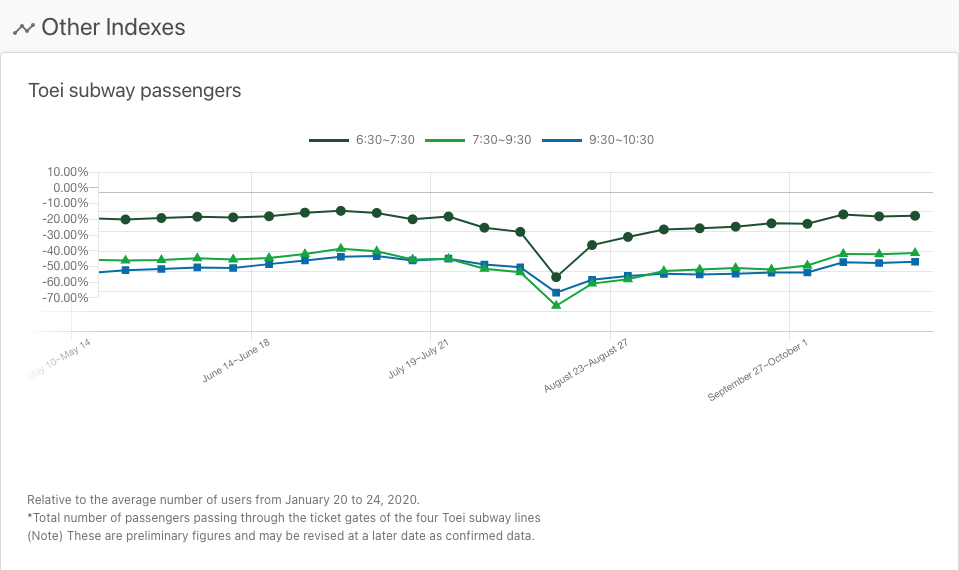 Other Indexes
Toei subway passengers
6:30~7:30 7:30~9:30 9:30~10:30
10.00%
0.00%
-10.00%
-20.00%
-30.00%
-40.00%
-50.00%
-60.00%
-70.00%
May 10~May 14
June 14~June 18
July 19~July 21
August 23~August 27
September 27~October 1
Relative to the average number of users from January 20 to 24, 2020.
*Total number of passengers passing through the ticket gates of the four Toei subway lines
(Note) These are preliminary figures and may be revised at a later date as confirmed data.